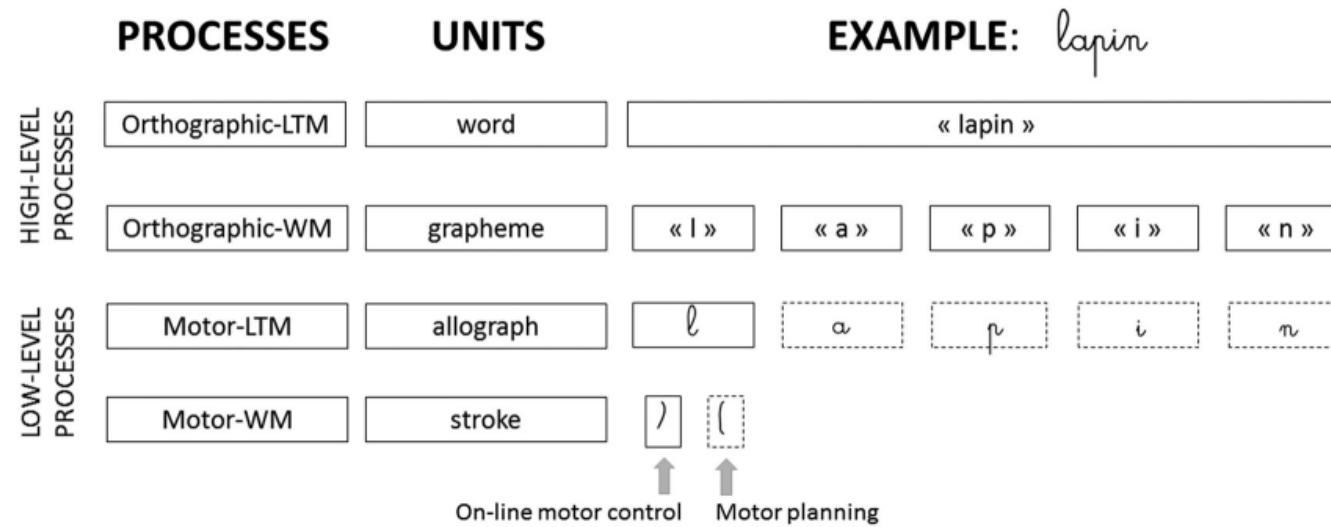 PROCESSES UNITS EXAMPLE: lapin
HIGH-LEVEL
PROCESSES
Orthographic-LTM word « lapin »
Orthographic-WM grapheme « l » « a » « p » « i » « n »
LOW-LEVEL
PROCESSES
Motor-LTM allograph l a p i n
Motor-WM stroke ) (
On-line motor control Motor planning